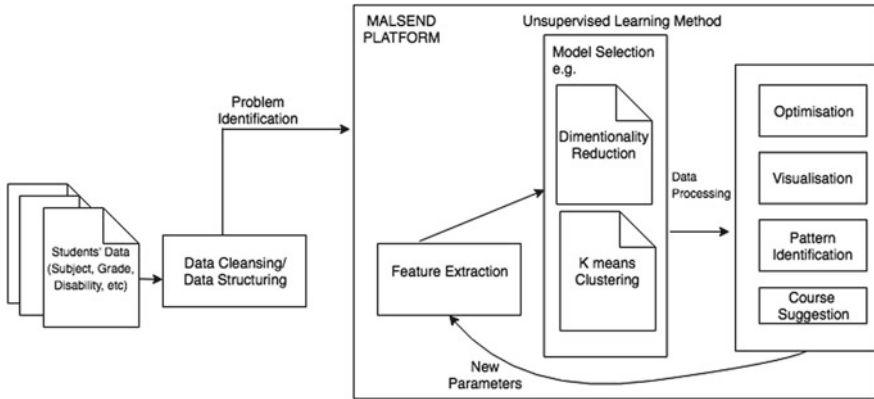 MALSEND
PLATFORM
Unsupervised Learning Method
Model Selection
e.g.
Problem
Identification
Dimentionality
Reduction
Optimisation
Data
Processing
Visualisation
Students' Data
(Subject, Grade,
Disability, etc)
Data Cleansing/
Data Structuring
Feature Extraction
K means
Clustering
Pattern
Identification
Course
Suggestion
New
Parameters